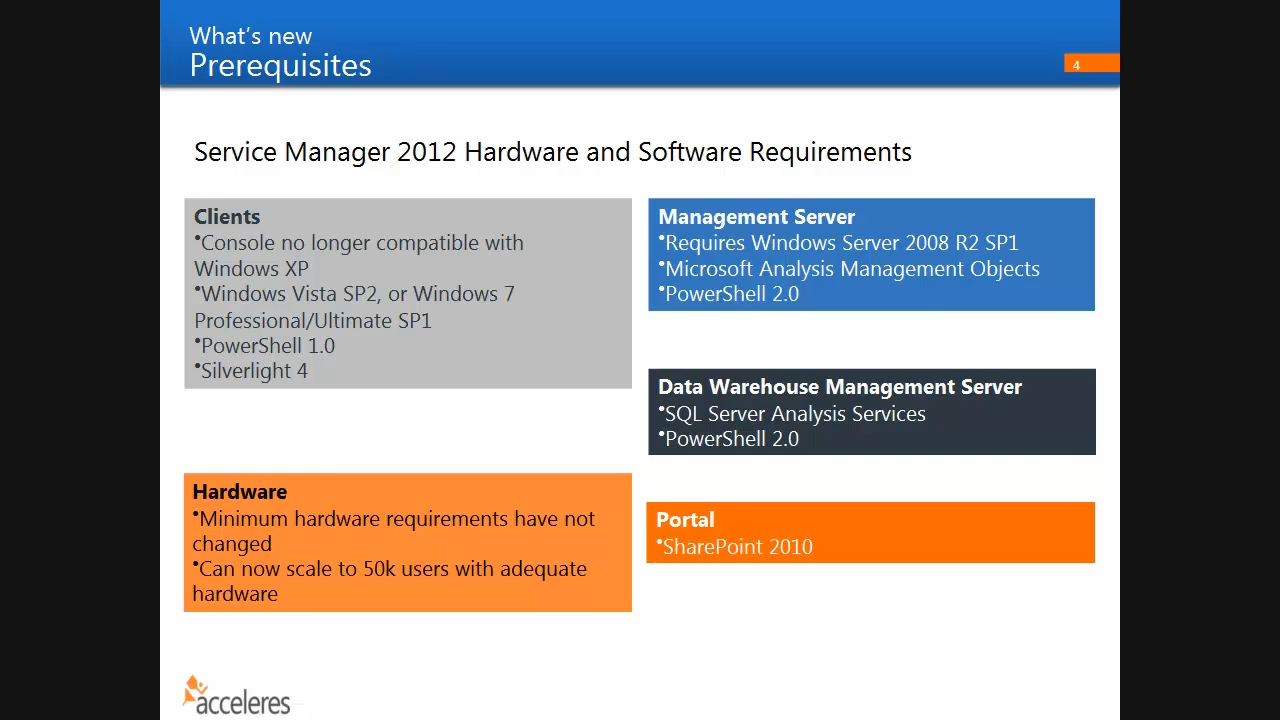 What's new
Prerequisites
4
Service Manager 2012 Hardware and Software Requirements
Clients
•Console no longer compatible with
Windows XP
•Windows Vista SP2, or Windows 7
Professional/Ultimate SP1
•PowerShell 1.0
•Silverlight 4
Management Server
•Requires Windows Server 2008 R2 SP1
•Microsoft Analysis Management Objects
•PowerShell 2.0
Data Warehouse Management Server
•SQL Server Analysis Services
•PowerShell 2.0
Hardware
•Minimum hardware requirements have not
changed
•Can now scale to 50k users with adequate
hardware
Portal
•SharePoint 2010
acceleres